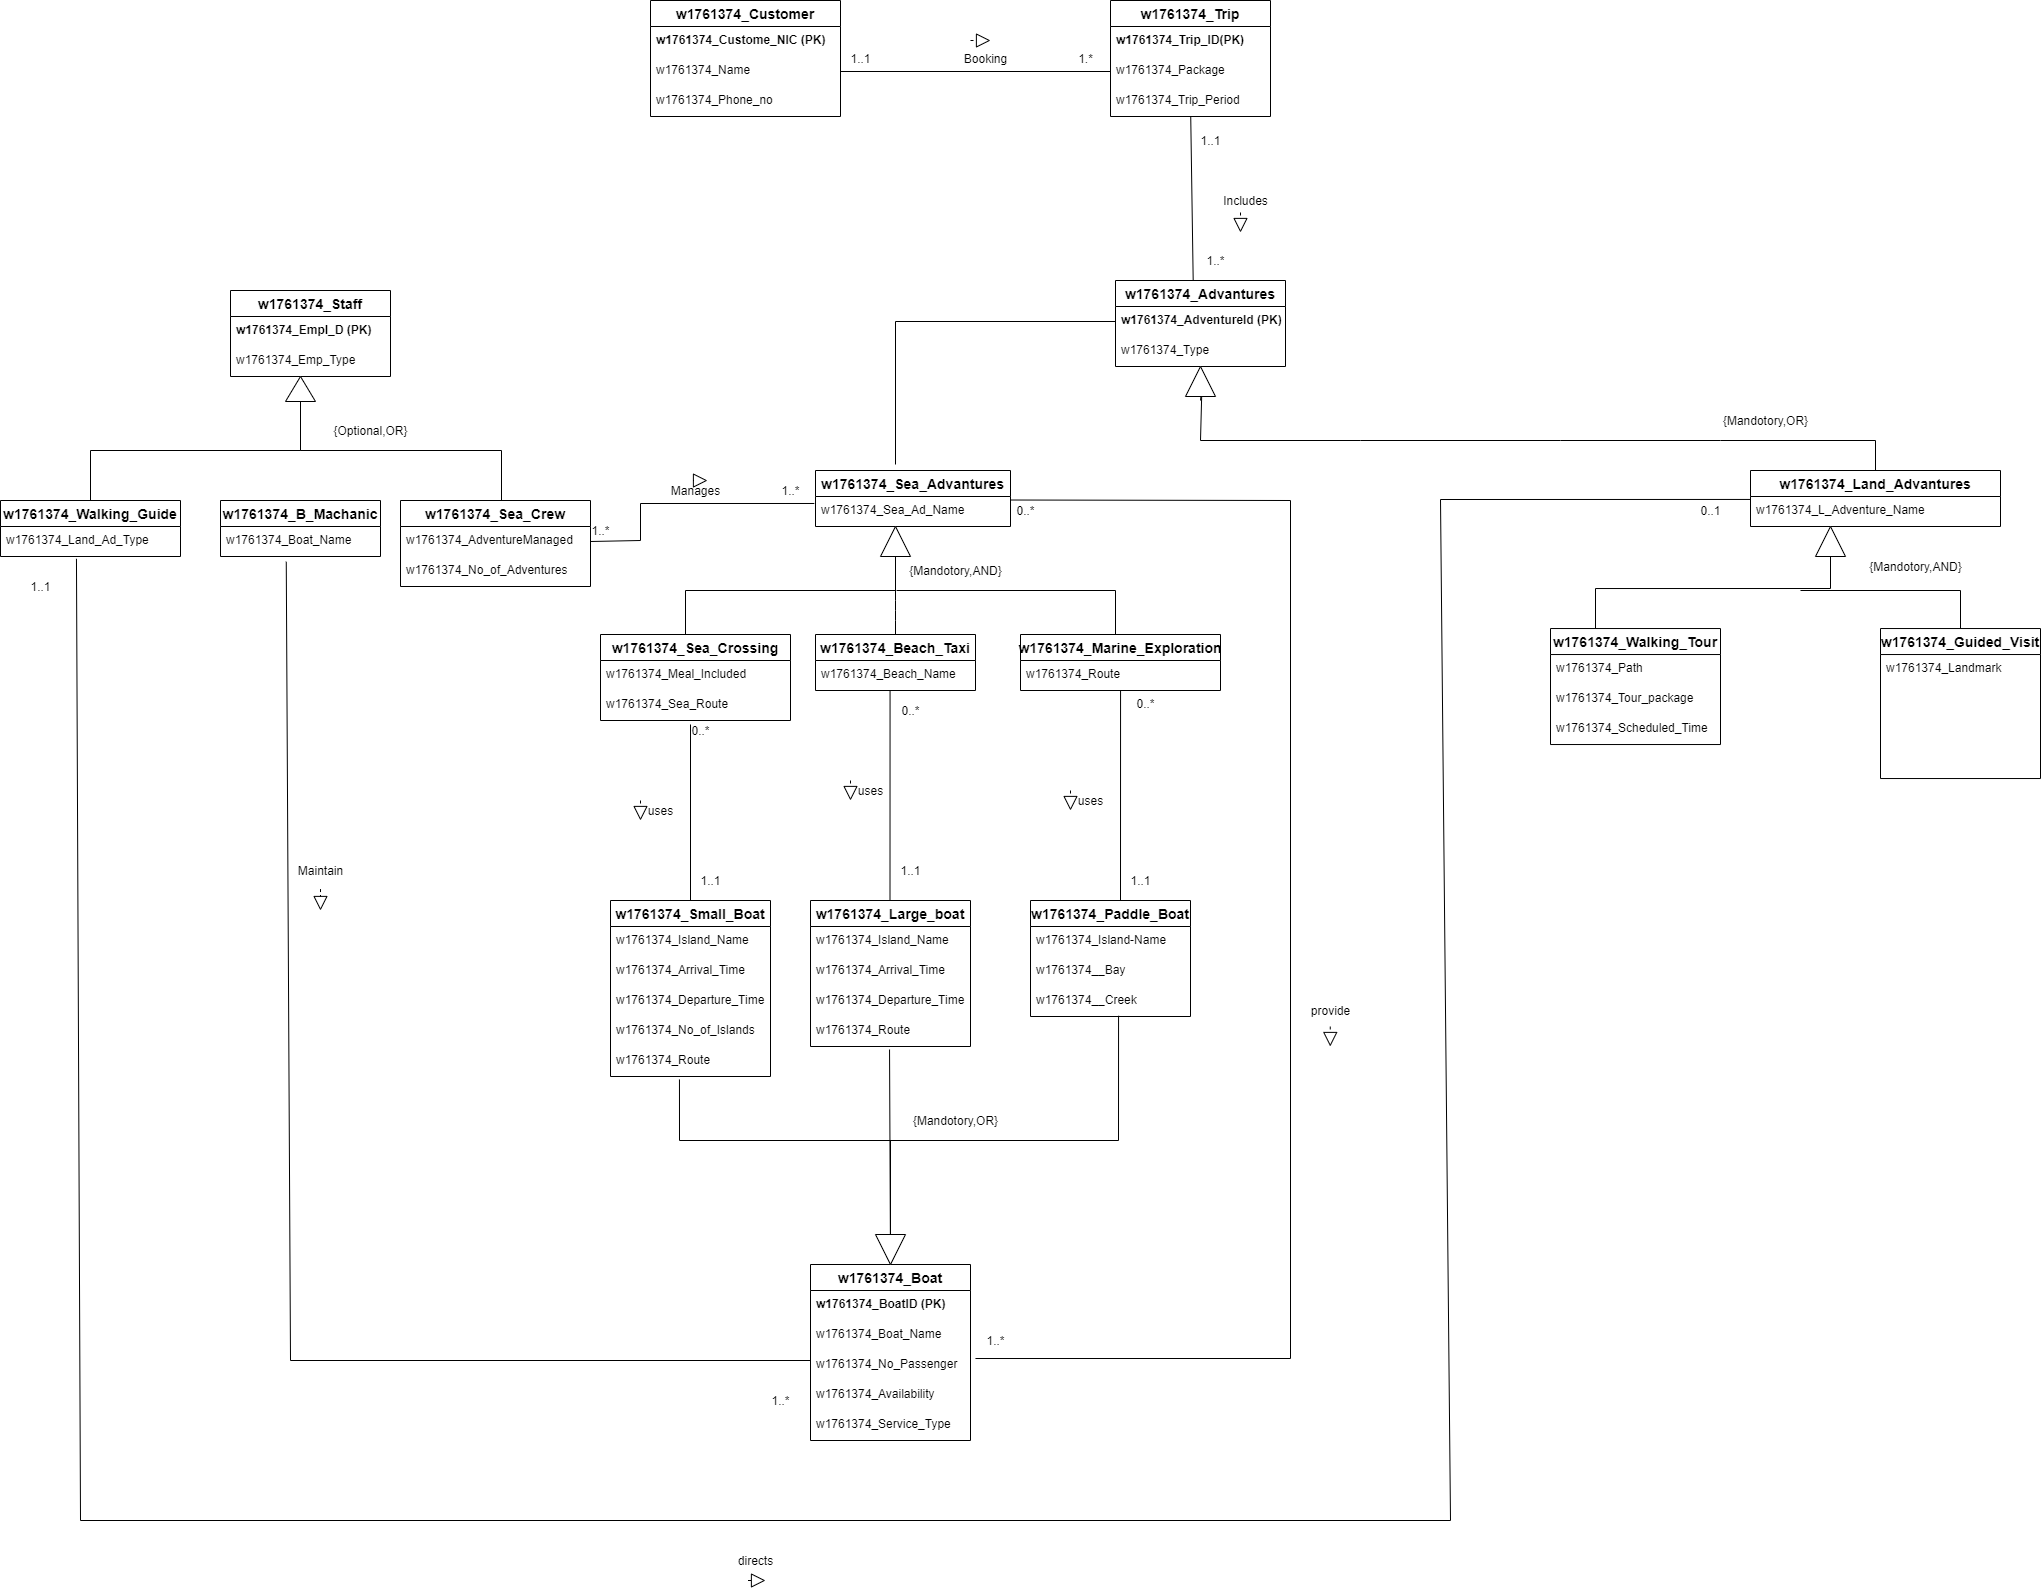 w1761374_Customer
w1761374_Custome_NIC (PK)
w1761374_Name
w1761374_Phone_no
1..1
Booking
1.*
w1761374_Trip
w1761374_Trip_ID(PK)
w1761374_Package
w1761374_Trip_Period
1..1
Includes
1..*
w1761374_Advantures
w1761374_AdventureId (PK)
w1761374_Type
w1761374_Staff
w1761374_Empl_D (PK)
w1761374_Emp_Type
{Optional,OR}
{Mandotory,OR}
w1761374_Walking_Guide
w1761374_Land_Ad_Type
1..1
w1761374_B_Machanic
w1761374_Boat_Name
w1761374_Sea_Crew
w1761374_AdventureManaged
w1761374_No_of_Adventures
1..*
Manages
1..*
w1761374_Sea_Advantures
w1761374_Sea_Ad_Name
0..*
{Mandotory,AND}
0..1
w1761374_Land_Advantures
w1761374_L_Adventure_Name
{Mandotory,AND}
w1761374_Sea_Crossing
w1761374_Meal_Included
w1761374_Sea_Route
0..*
w1761374_Beach_Taxi
w1761374_Beach_Name
0..*
w1761374_Marine_Exploration
w1761374_Route
0..*
w1761374_Walking_Tour
w1761374_Path
w1761374_Tour_package
w1761374_Scheduled_Time
w1761374_Guided_Visit
w1761374_Landmark
uses
uses
uses
Maintain
1..1
1..1
1..1
w1761374_Small_Boat
w1761374_Island_Name
w1761374_Arrival_Time
w1761374_Departure_Time
w1761374_No_of_Islands
w1761374_Route
w1761374_Large_boat
w1761374_Island_Name
w1761374_Arrival_Time
w1761374_Departure_Time
w1761374_Route
w1761374_Paddle_Boat
w1761374_Island-Name
w1761374__Bay
w1761374__Creek
provide
{Mandotory,OR}
w1761374_Boat
w1761374_BoatID (PK)
w1761374_Boat_Name
w1761374_No_Passenger
w1761374_Availability
w1761374_Service_Type
1..*
1..*
directs